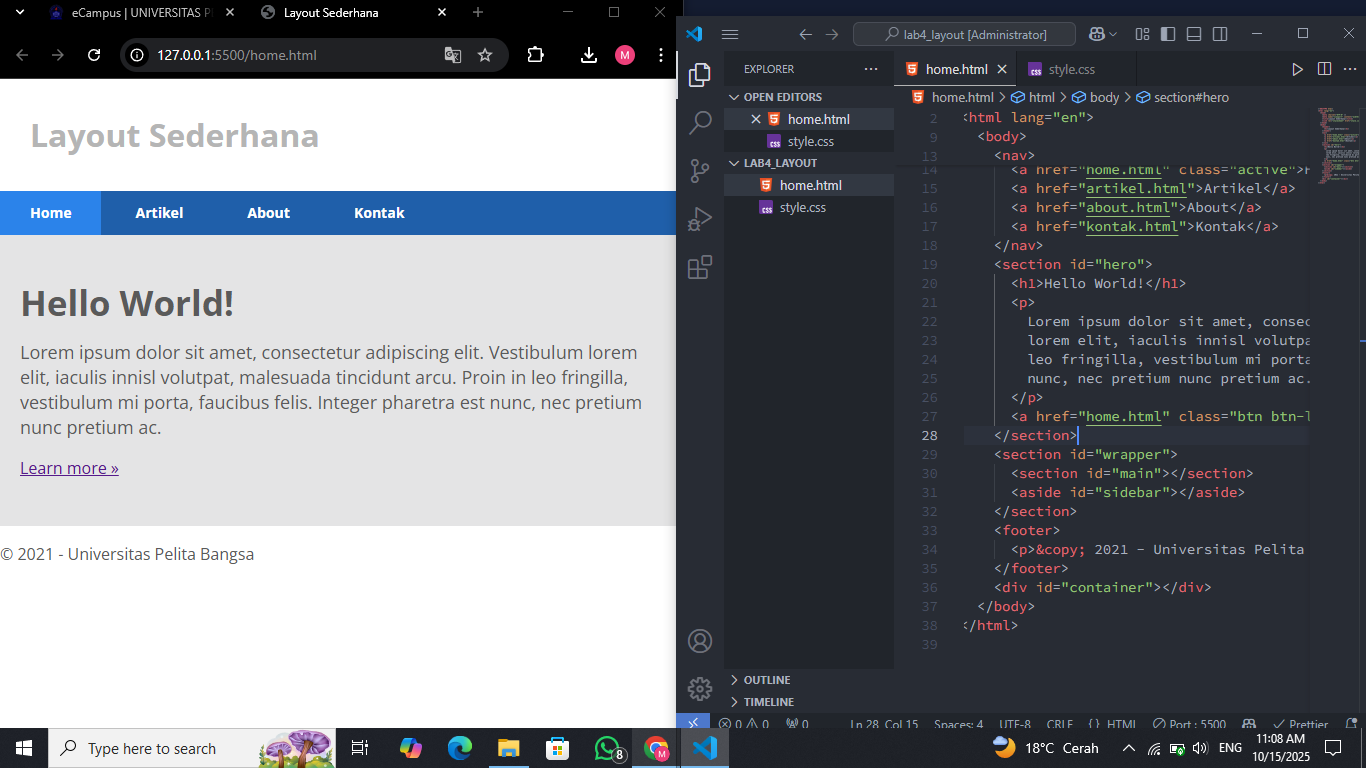 eCampus | UNIVERSITAS P
Layout Sederhana
127.0.0.1:5500/home.html
M
Layout Sederhana
Home
Artikel
About
Kontak
Hello World!
Lorem ipsum dolor sit amet, consectetur adipiscing elit. Vestibulum lorem
elit, iaculis innisl volutpat, malesuada tincidunt arcu. Proin in leo fringilla,
vestibulum mi porta, faucibus felis. Integer pharetra est nunc, nec pretium
nunc pretium ac.
Learn more »
© 2021 - Universitas Pelita Bangsa
lab4_layout [Administrator]
EXPLORER
OPEN EDITORS
home.html
style.css
LAB4_LAYOUT
home.html
style.css
OUTLINE
TIMELINE
home.html
style.css
home.html > html > body > section#hero
2 <html lang="en">
9 <body>
13 <nav>
14 <a href="home.html" class="active">
15 <a href="artikel.html">Artikel</a>
16 <a href="about.html">About</a>
17 <a href="kontak.html">Kontak</a>
18 </nav>
19 <section id="hero">
20 <h1>Hello World!</h1>
21 <p>
22 Lorem ipsum dolor sit amet, consec
23 lorem elit, iaculis innisl volutpa
24 leo fringilla, vestibulum mi porta
25 nunc, nec pretium nunc pretium ac.
26 </p>
27 <a href="home.html" class="btn btn-l
28 </section>
29 <section id="wrapper">
30 <section id="main"></section>
31 <aside id="sidebar"></aside>
32 </section>
33 <footer>
34 <p>&copy; 2021 - Universitas Pelita
35 </footer>
36 <div id="container"></div>
37 </body>
38 </html>
39
0 0 0 Ln 28, Col 15 Spaces: 4 UTF-8 CRLF {} HTML Port : 5500 Prettier
Type here to search
8
M
18°C Cerah
ENG
11:08 AM
10/15/2025